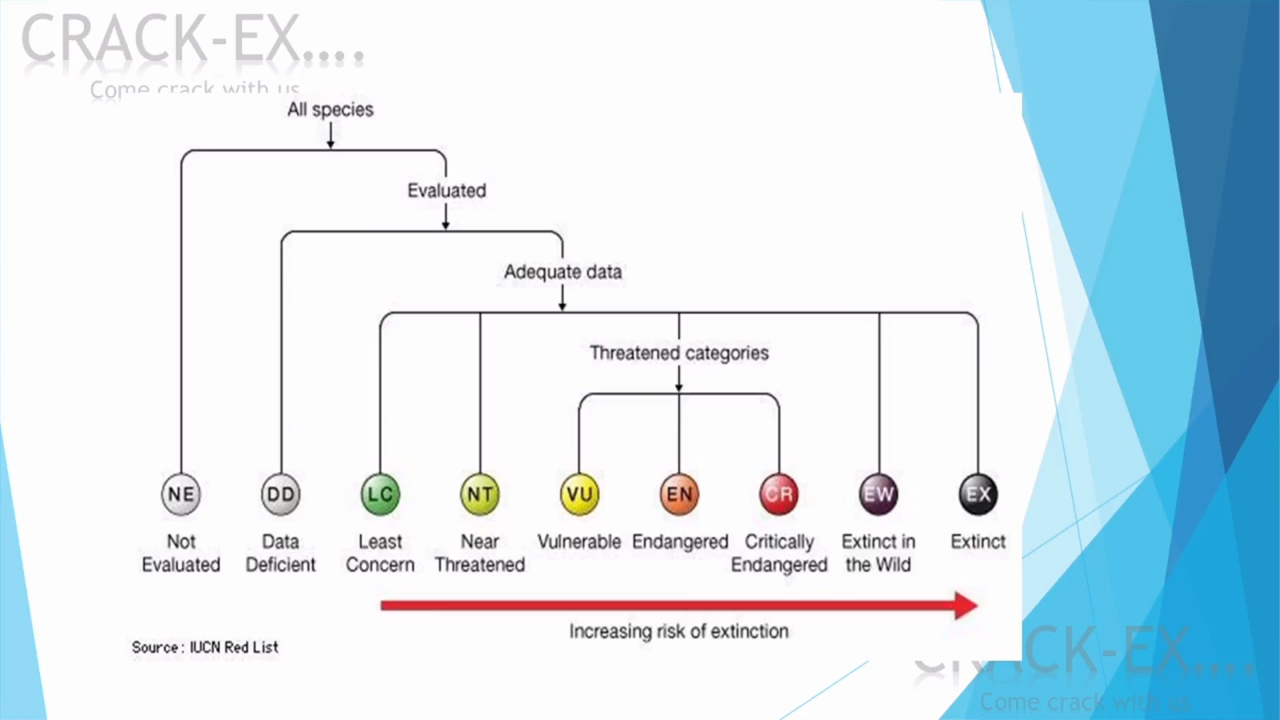 CRACK-EX....
Come crack with us
All species
Evaluated
Adequate data
Threatened categories
NE DD LC NT VU EN CR EW EX
Not Evaluated
Data Deficient
Least Concern
Near Threatened
Vulnerable
Endangered
Critically Endangered
Extinct in the Wild
Extinct
Increasing risk of extinction
Source : IUCN Red List
CRACK-EX....
Come crack with us